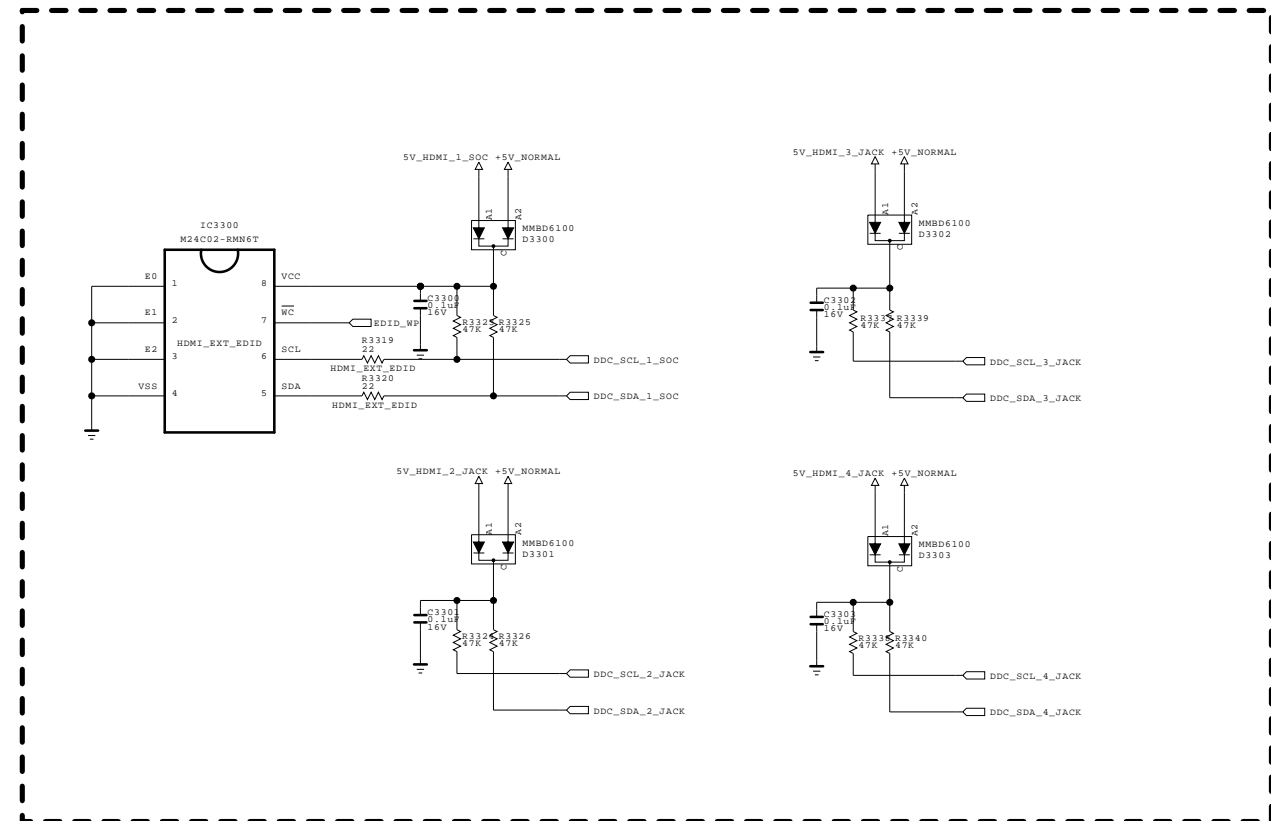 5V_HDMI_1_SOC +5V_NORMAL
A1
A2
MMBD6100
D3300
C
IC3300
M24C02-RMN6T
E0
1
8
VCC
E1
2
7
WC
EDID_WP
HDMI_EXT_EDID
E2
3
6
SCL
VSS
4
5
SDA
C3300
0.1uF
16V
R3325
47K
47K
R3319
22
HDMI_EXT_EDID
R3320
22
HDMI_EXT_EDID
DDC_SCL_1_SOC
DDC_SDA_1_SOC
5V_HDMI_3_JACK +5V_NORMAL
A1
A2
MMBD6100
D3302
C
C3302
0.1uF
16V
R3339
47K
47K
DDC_SCL_3_JACK
DDC_SDA_3_JACK
5V_HDMI_2_JACK +5V_NORMAL
A1
A2
MMBD6100
D3301
C
C3301
0.1uF
16V
R3326
47K
47K
DDC_SCL_2_JACK
DDC_SDA_2_JACK
5V_HDMI_4_JACK +5V_NORMAL
A1
A2
MMBD6100
D3303
C
C3303
0.1uF
16V
R3340
47K
47K
DDC_SCL_4_JACK
DDC_SDA_4_JACK